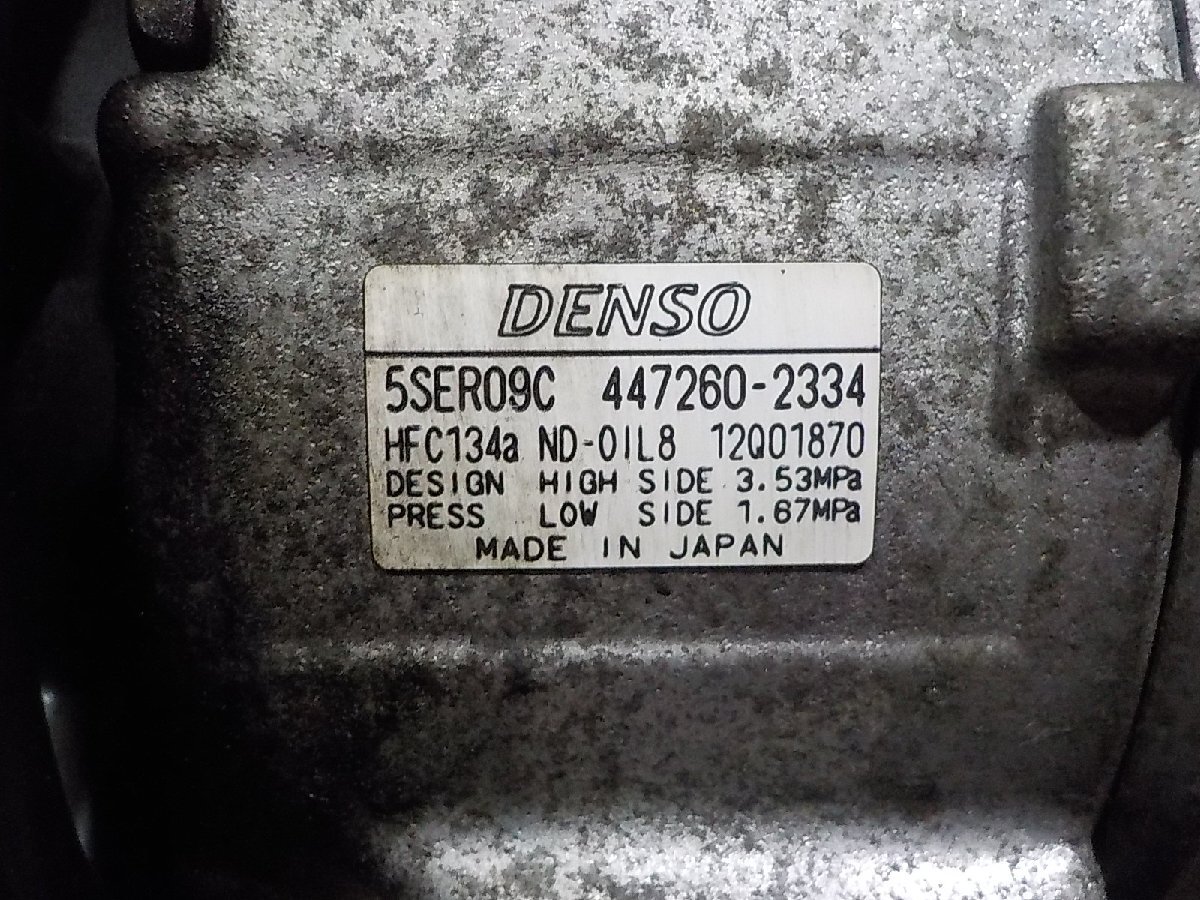 DENSO
5SER09C 447260-2334
HFC134a ND-OIL8 12Q01870
DESIGN HIGH SIDE 3.53MPa
PRESS LOW SIDE 1.67MPa
MADE IN JAPAN